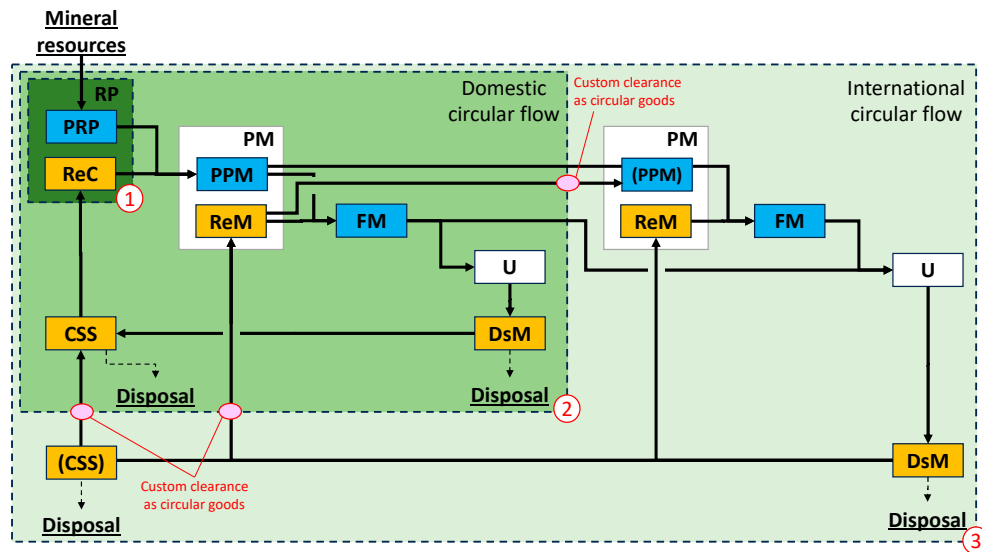 Mineral
resources
RP
Domestic
circular flow
Custom clearance
as circular goods
International
circular flow
PRP
PM
PM
ReC
PPM
(PPM)
1
ReM
FM
ReM
FM
U
U
CSS
DsM
Disposal
Disposal
2
(CSS)
Custom clearance
as circular goods
DsM
Disposal
Disposal
3